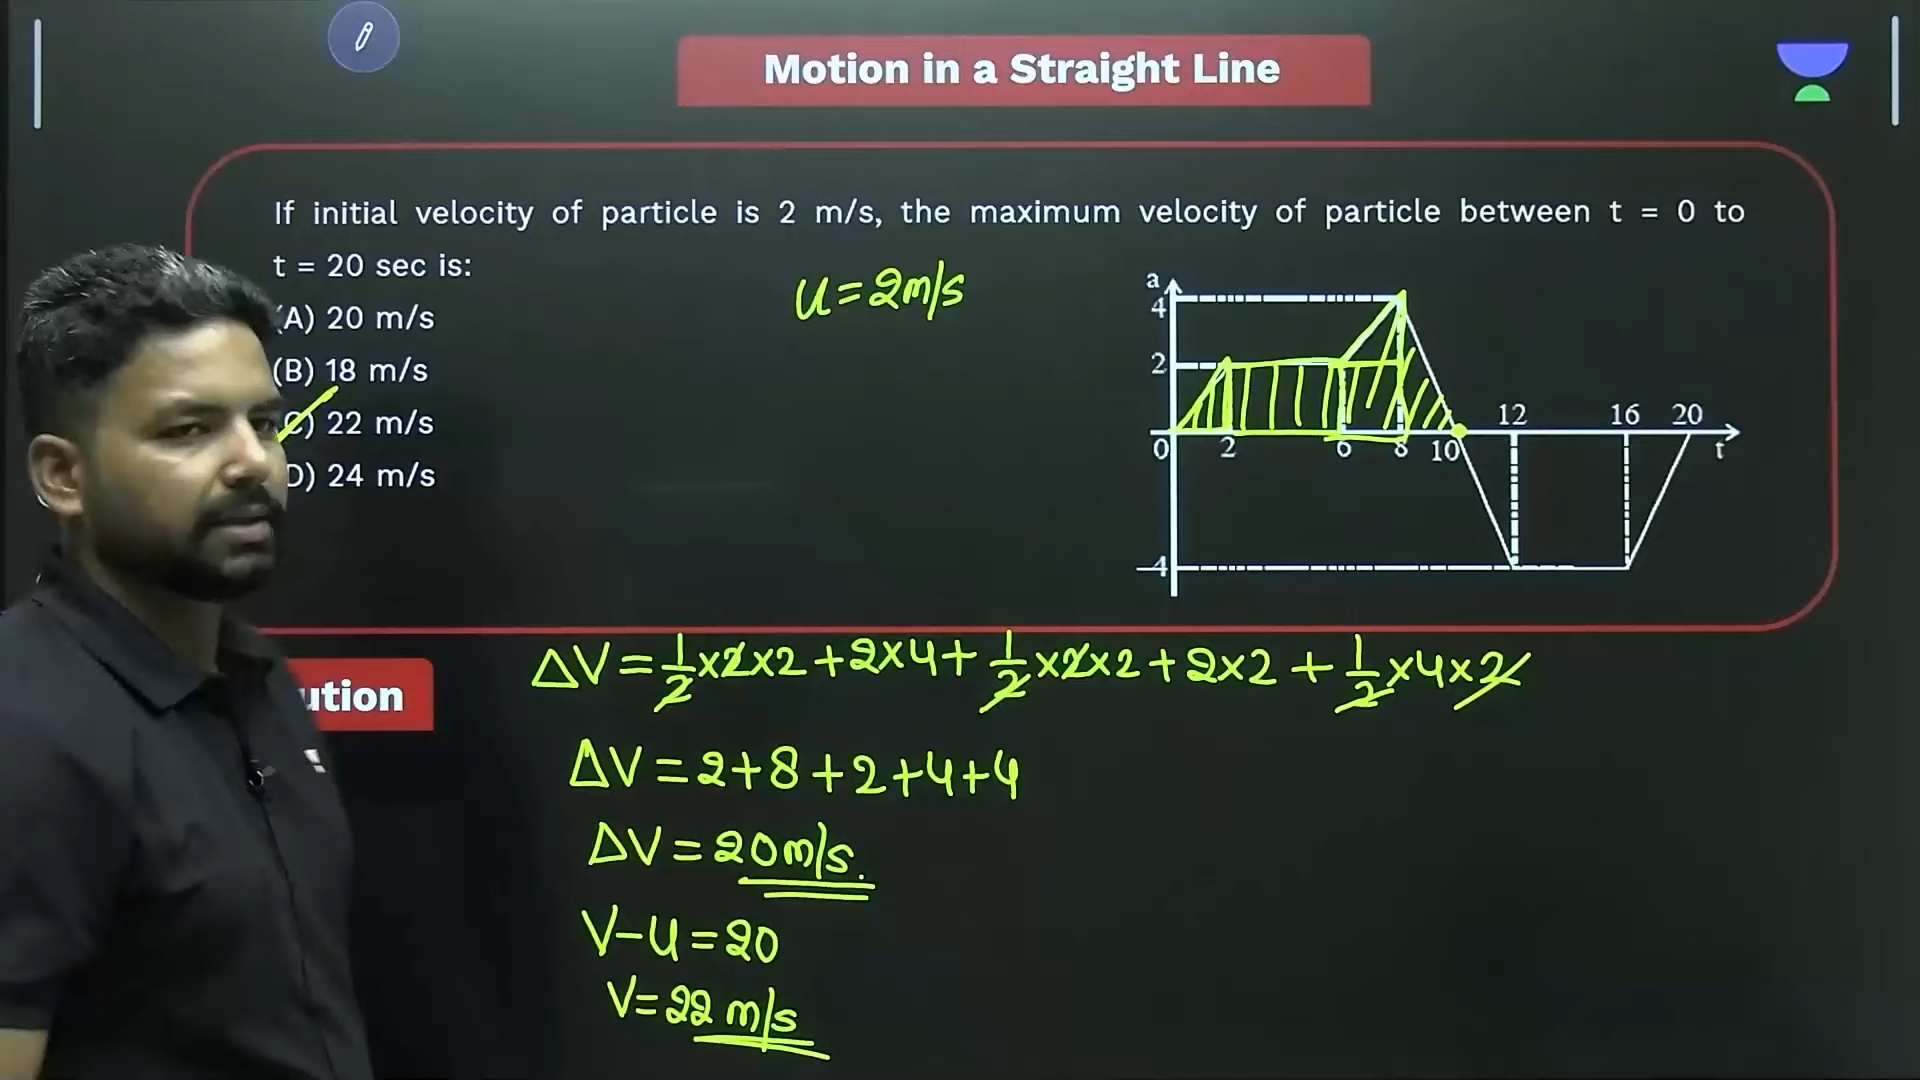 Motion in a Straight Line
If initial velocity of particle is 2 m/s, the maximum velocity of particle between t = 0 to
t = 20 sec is:
(A) 20 m/s
(B) 18 m/s
C) 22 m/s
D) 24 m/s
u = 2m/s
a
4
2
0 2 6 8 10 12 16 20 t
-4
ution
ΔV = 1/2 x 2 x 2 + 2 x 4 + 1/2 x 2 x 2 + 2 x 2 + 1/2 x 4 x 2
ΔV = 2 + 8 + 2 + 4 + 4
ΔV = 20 m/s.
V - u = 20
V = 22 m/s